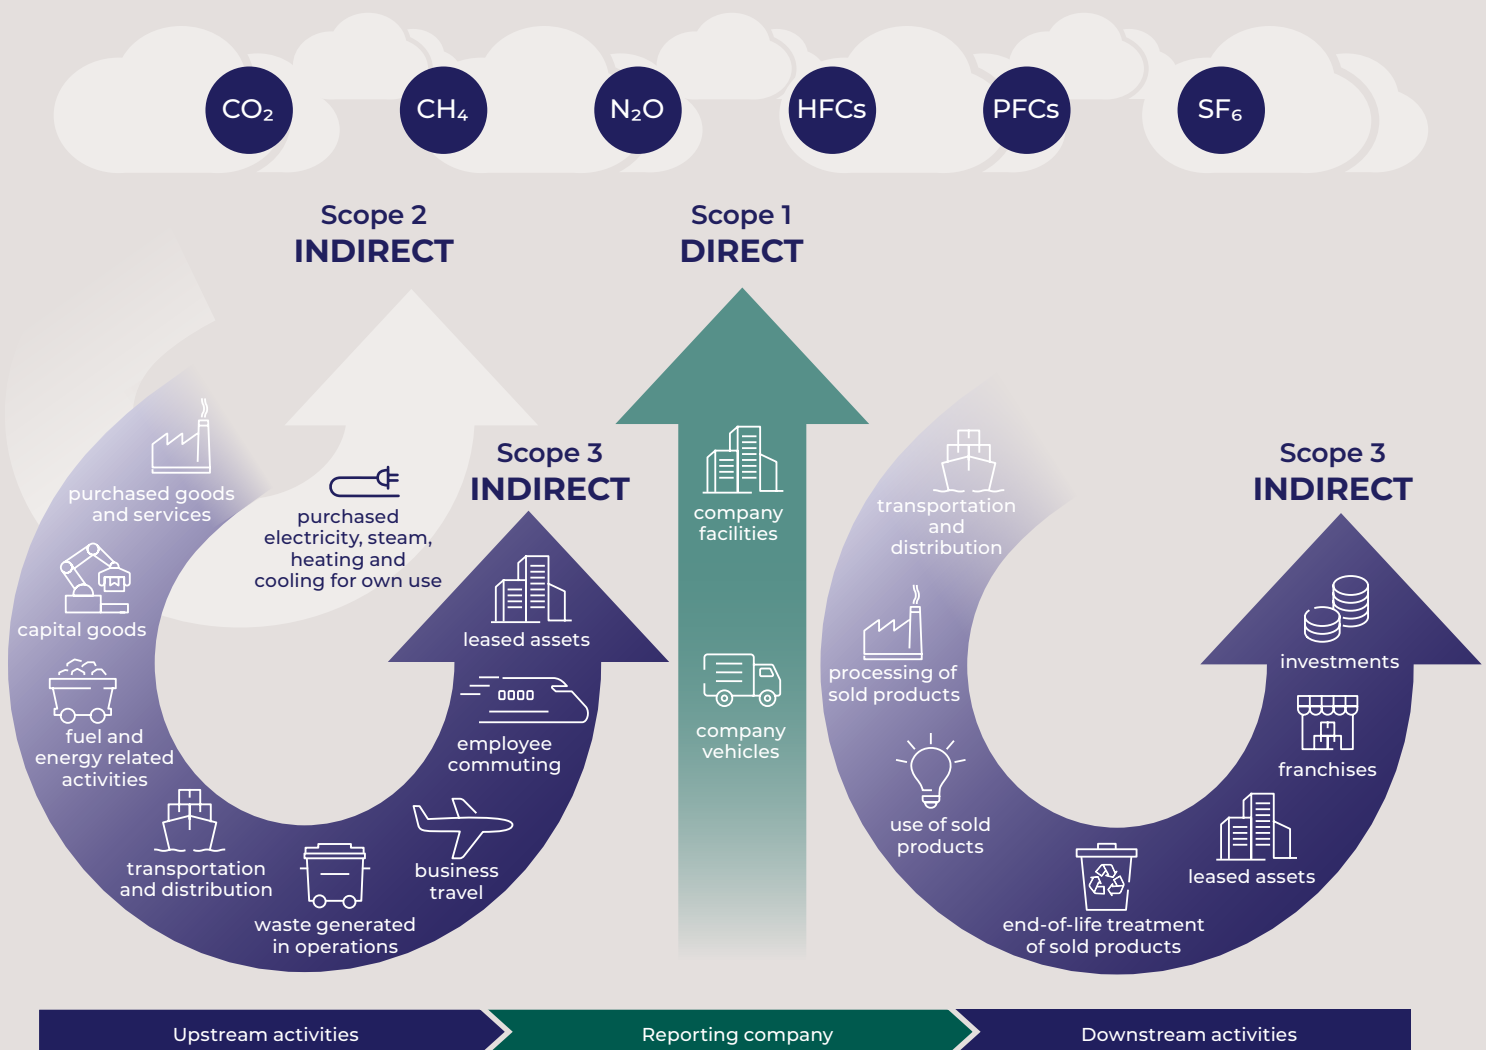 CO₂
CH₄
N₂O
HFCs
PFCs
SF₆
Scope 2
INDIRECT
Scope 1
DIRECT
Scope 3
INDIRECT
Scope 3
INDIRECT
purchased goods
and services
capital goods
fuel and
energy related
activities
transportation
and distribution
waste generated
in operations
business
travel
employee
commuting
leased assets
purchased
electricity, steam,
heating and
cooling for own use
company
facilities
company
vehicles
transportation
and
distribution
processing of
sold products
use of sold
products
end-of-life treatment
of sold products
leased assets
franchises
investments
Upstream activities
Reporting company
Downstream activities